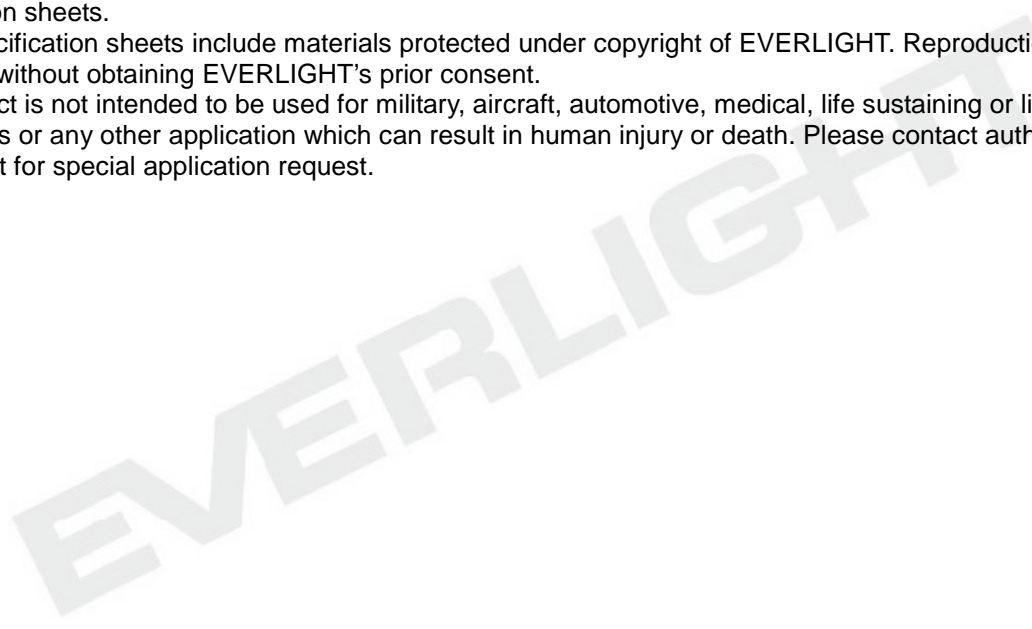 on sheets.
cification sheets include materials protected under copyright of EVERLIGHT. Reproducti
without obtaining EVERLIGHT's prior consent.
ct is not intended to be used for military, aircraft, automotive, medical, life sustaining or li
s or any other application which can result in human injury or death. Please contact auth
t for special application request.
EVERLIGHT